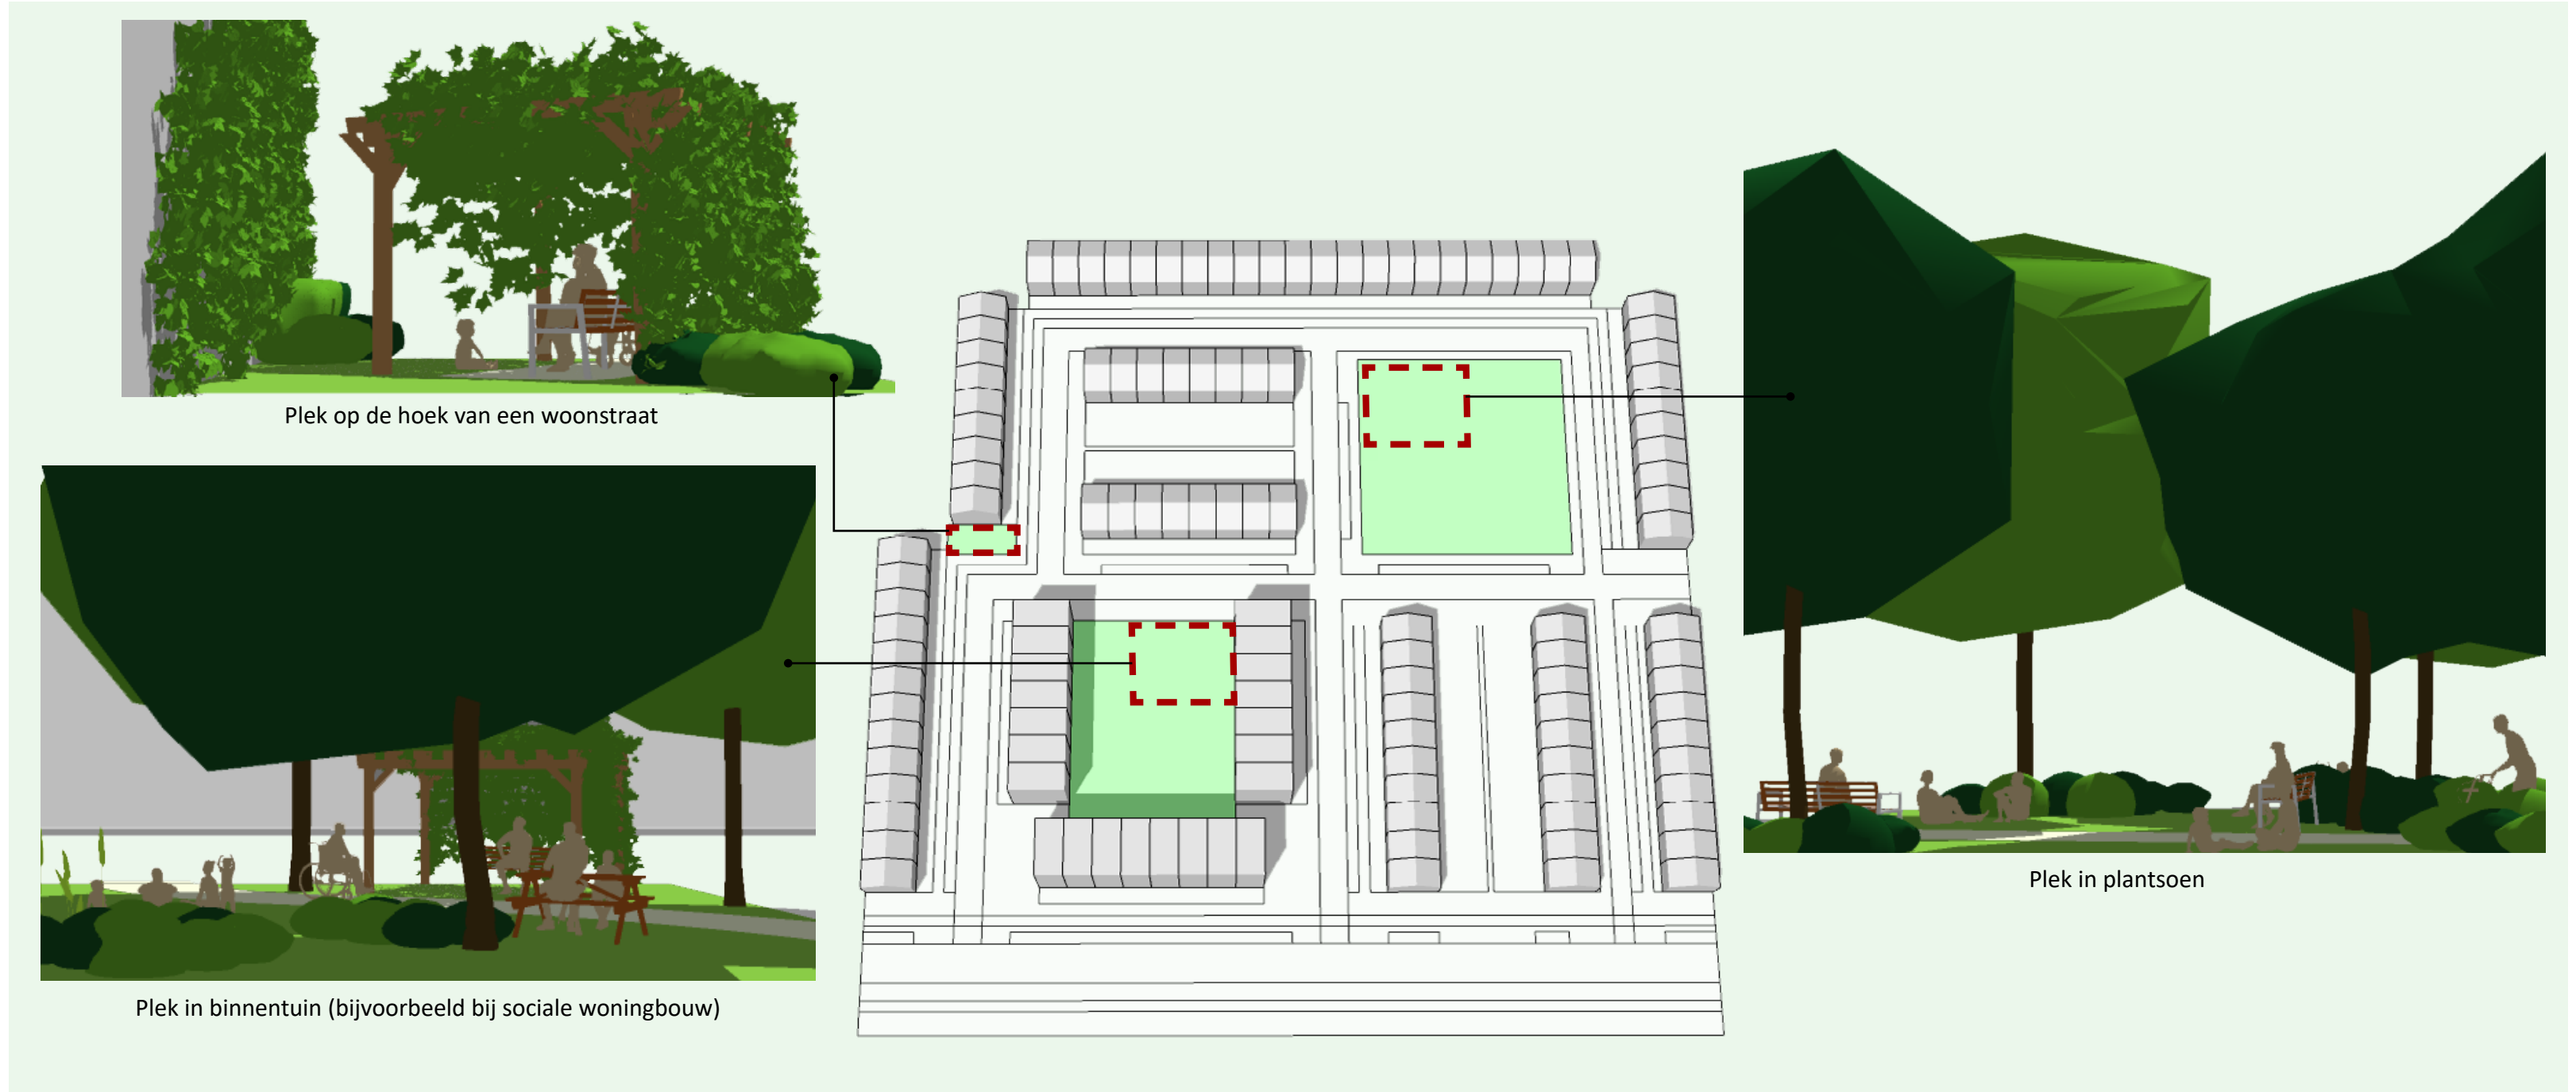 Plek op de hoek van een woonstraat
Plek in binnentuin (bijvoorbeeld bij sociale woningbouw)
Plek in plantsoen